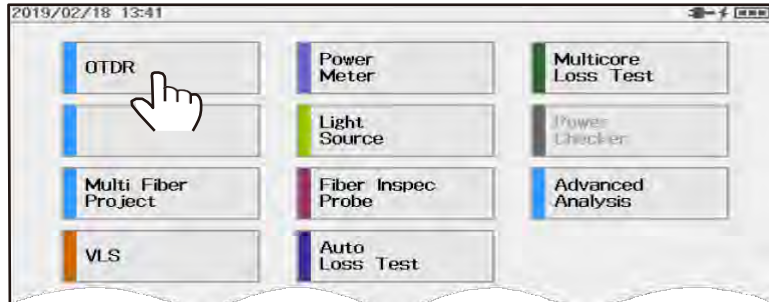 2019/02/18 13:41
OTDR
Power
Meter
Multicore
Loss Test
Light
Source
Power
Checker
Multi Fiber
Project
Fiber Inspec
Probe
Advanced
Analysis
VLS
Auto
Loss Test